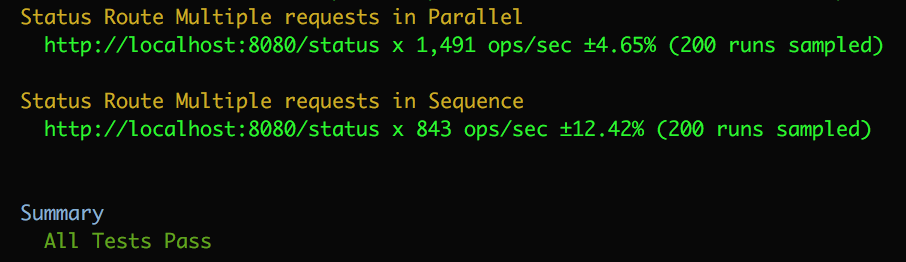 Status Route Multiple requests in Parallel
http://localhost:8080/status x 1,491 ops/sec ±4.65% (200 runs sampled)
Status Route Multiple requests in Sequence
http://localhost:8080/status x 843 ops/sec ±12.42% (200 runs sampled)
Summary
All Tests Pass